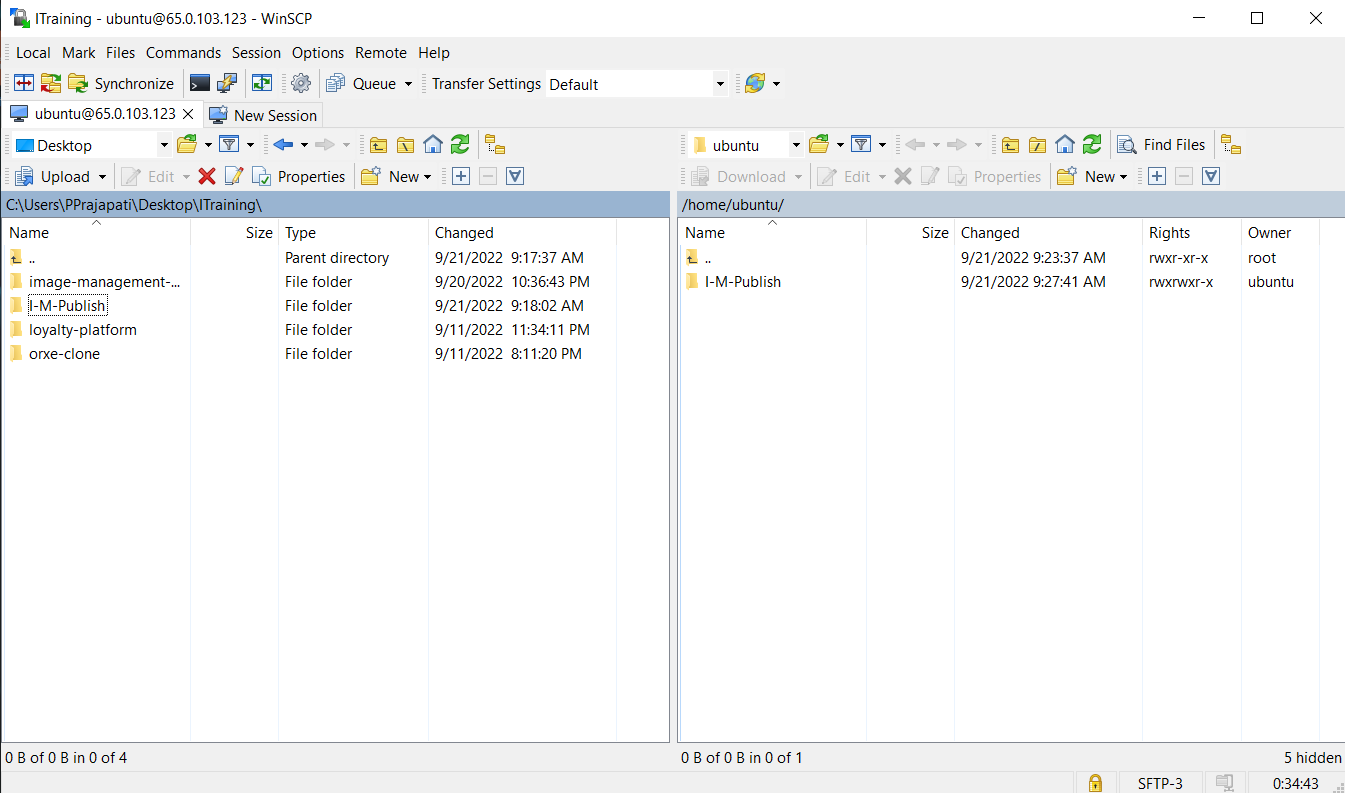 ITraining - ubuntu@65.0.103.123 - WinSCP
Local Mark Files Commands Session Options Remote Help
Synchronize Queue Transfer Settings Default
ubuntu@65.0.103.123 New Session
Desktop ubuntu Find Files
Upload Edit Properties New Download Edit Properties New
C:\Users\PPrajapati\Desktop\ITraining\ /home/ubuntu/
Name Size Type Changed Name Size Changed Rights Owner
.. Parent directory 9/21/2022 9:17:37 AM .. 9/21/2022 9:23:37 AM rwxr-xr-x root
image-management-... File folder 9/20/2022 10:36:43 PM I-M-Publish 9/21/2022 9:27:41 AM rwxrwxr-x ubuntu
I-M-Publish File folder 9/21/2022 9:18:02 AM
loyalty-platform File folder 9/11/2022 11:34:11 PM
orxe-clone File folder 9/11/2022 8:11:20 PM
0 B of 0 B in 0 of 4 0 B of 0 B in 0 of 1 5 hidden
SFTP-3 0:34:43